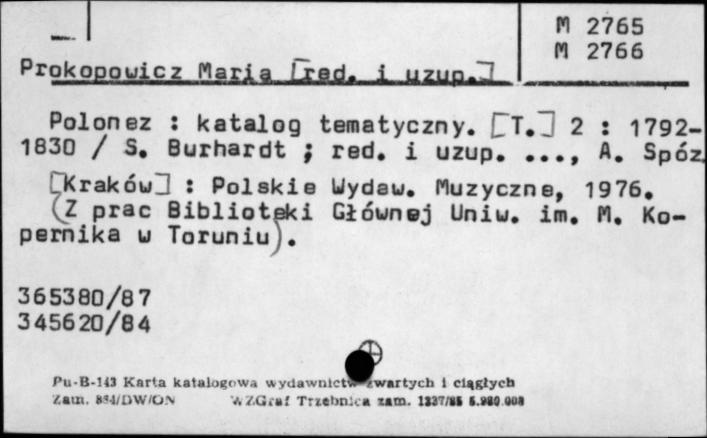 M 2765
M 2766
Prokopowicz Maria [red. i uzup.]
Polonez : katalog tematyczny. [T.] 2 : 1792-
1830 / S. Burhardt ; red. i uzup. ..., A. Spóz.
[Kraków] : Polskie Wydaw. Muzyczne, 1976.
(Z prac Biblioteki Głównej Uniw. im. M. Ko-
pernika w Toruniu).
365380/87
345620/84
Pu-B-143 Karta katalogowa wydawnictw zwartych i ciągłych
Zam. 884/DW/ON WZGraf Trzebnica zam. 1337/85 5.980.000